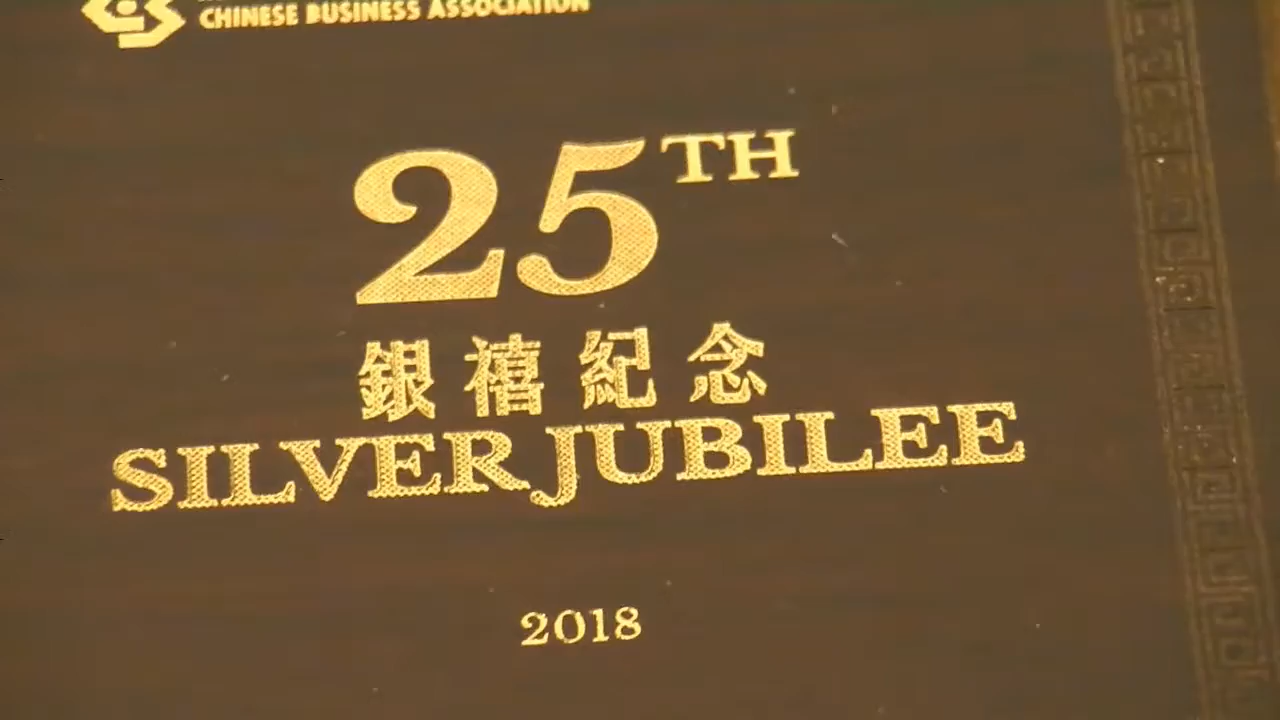 CHINESE BUSINESS ASSOCIATION
25TH
銀禧紀念
SILVER JUBILEE
2018